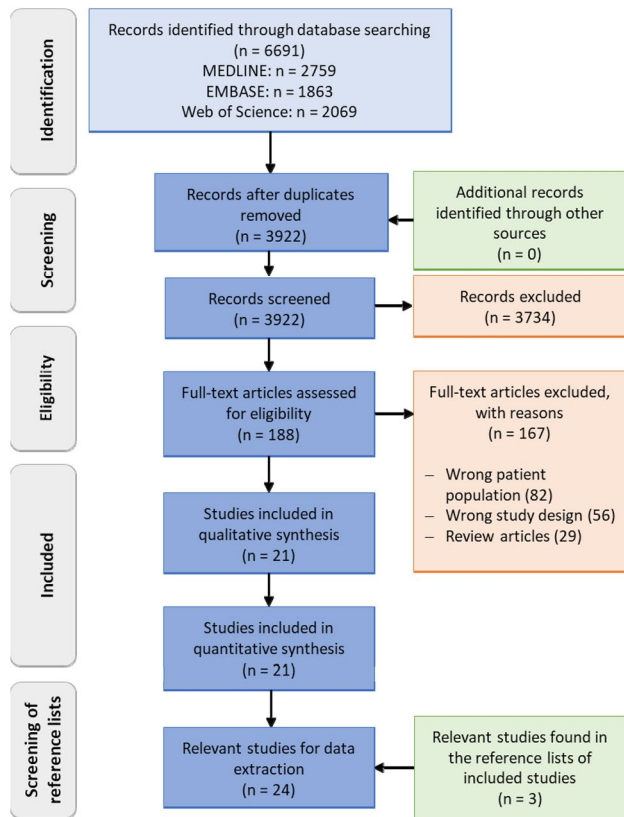 Identification
Records identified through database searching
(n = 6691)
MEDLINE: n = 2759
EMBASE: n = 1863
Web of Science: n = 2069
Screening
Records after duplicates
removed
(n = 3922)
Additional records
identified through other
sources
(n = 0)
Records screened
(n = 3922)
Records excluded
(n = 3734)
Eligibility
Full-text articles assessed
for eligibility
(n = 188)
Full-text articles excluded,
with reasons
(n = 167)
– Wrong patient
population (82)
– Wrong study design (56)
– Review articles (29)
Included
Studies included in
qualitative synthesis
(n = 21)
Studies included in
quantitative synthesis
(n = 21)
Screening of
reference lists
Relevant studies for data
extraction
(n = 24)
Relevant studies found in
the reference lists of
included studies
(n = 3)